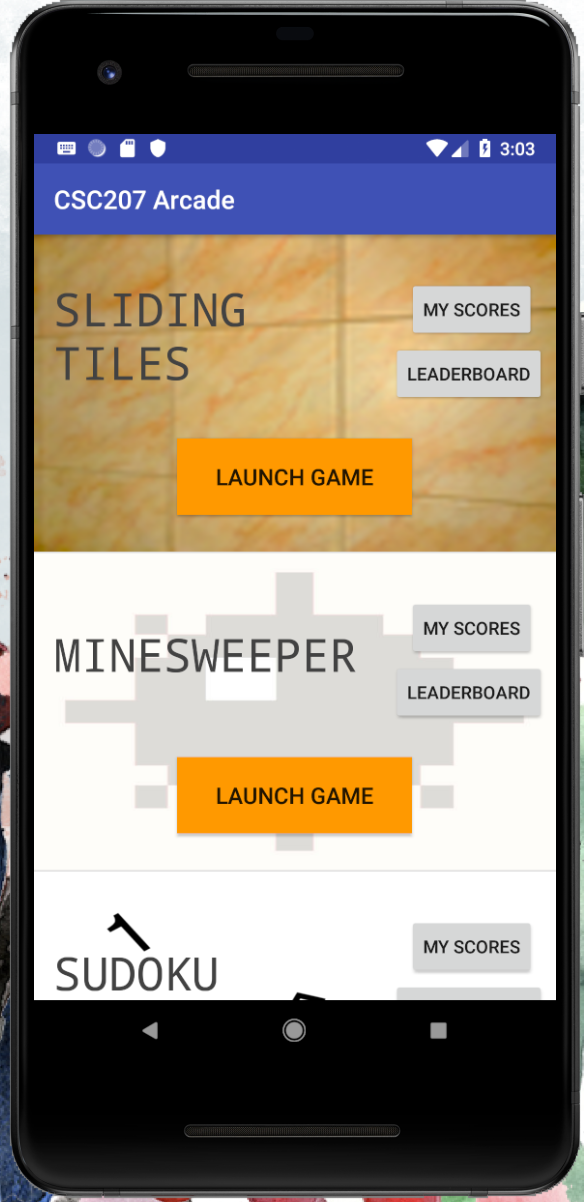 3:03
CSC207 Arcade
SLIDING
TILES
MY SCORES
LEADERBOARD
LAUNCH GAME
MINESWEEPER
MY SCORES
LEADERBOARD
LAUNCH GAME
SUDOKU
MY SCORES